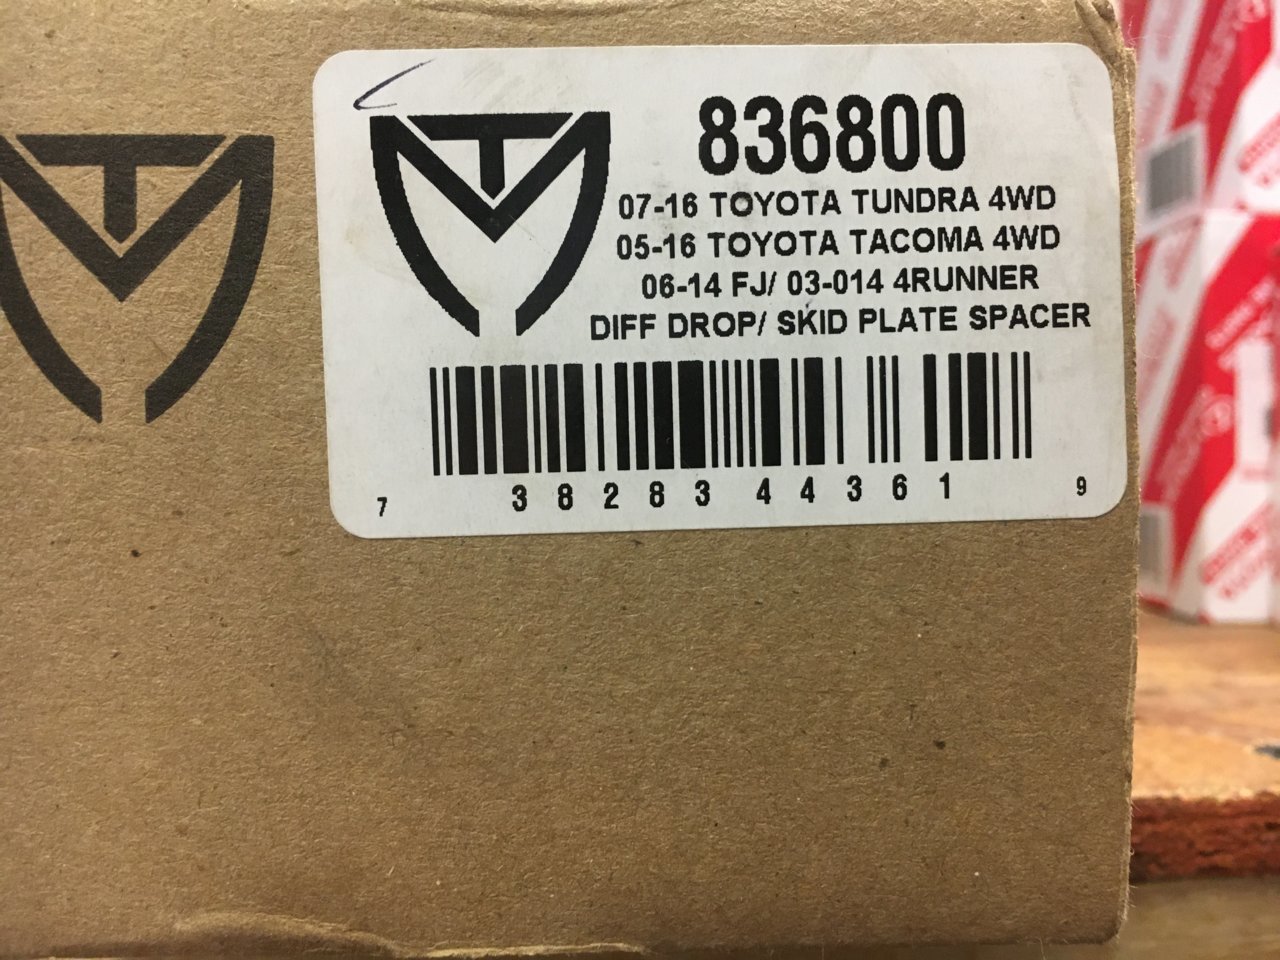 836800
07-16 TOYOTA TUNDRA 4WD
05-16 TOYOTA TACOMA 4WD
06-14 FJ/ 03-014 4RUNNER
DIFF DROP/ SKID PLATE SPACER
7 38283 44361 9